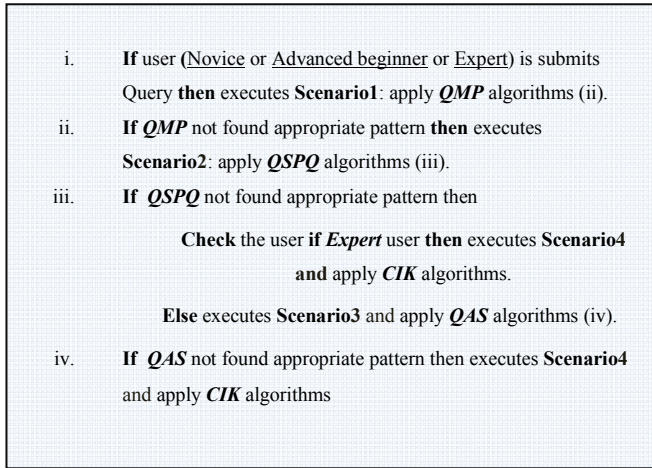 i. If user (Novice or Advanced beginner or Expert) is submits
Query then executes Scenario1: apply QMP algorithms (ii).
ii. If QMP not found appropriate pattern then executes
Scenario2: apply QSPQ algorithms (iii).
iii. If QSPQ not found appropriate pattern then
Check the user if Expert user then executes Scenario4
and apply CIK algorithms.
Else executes Scenario3 and apply QAS algorithms (iv).
iv. If QAS not found appropriate pattern then executes Scenario4
and apply CIK algorithms